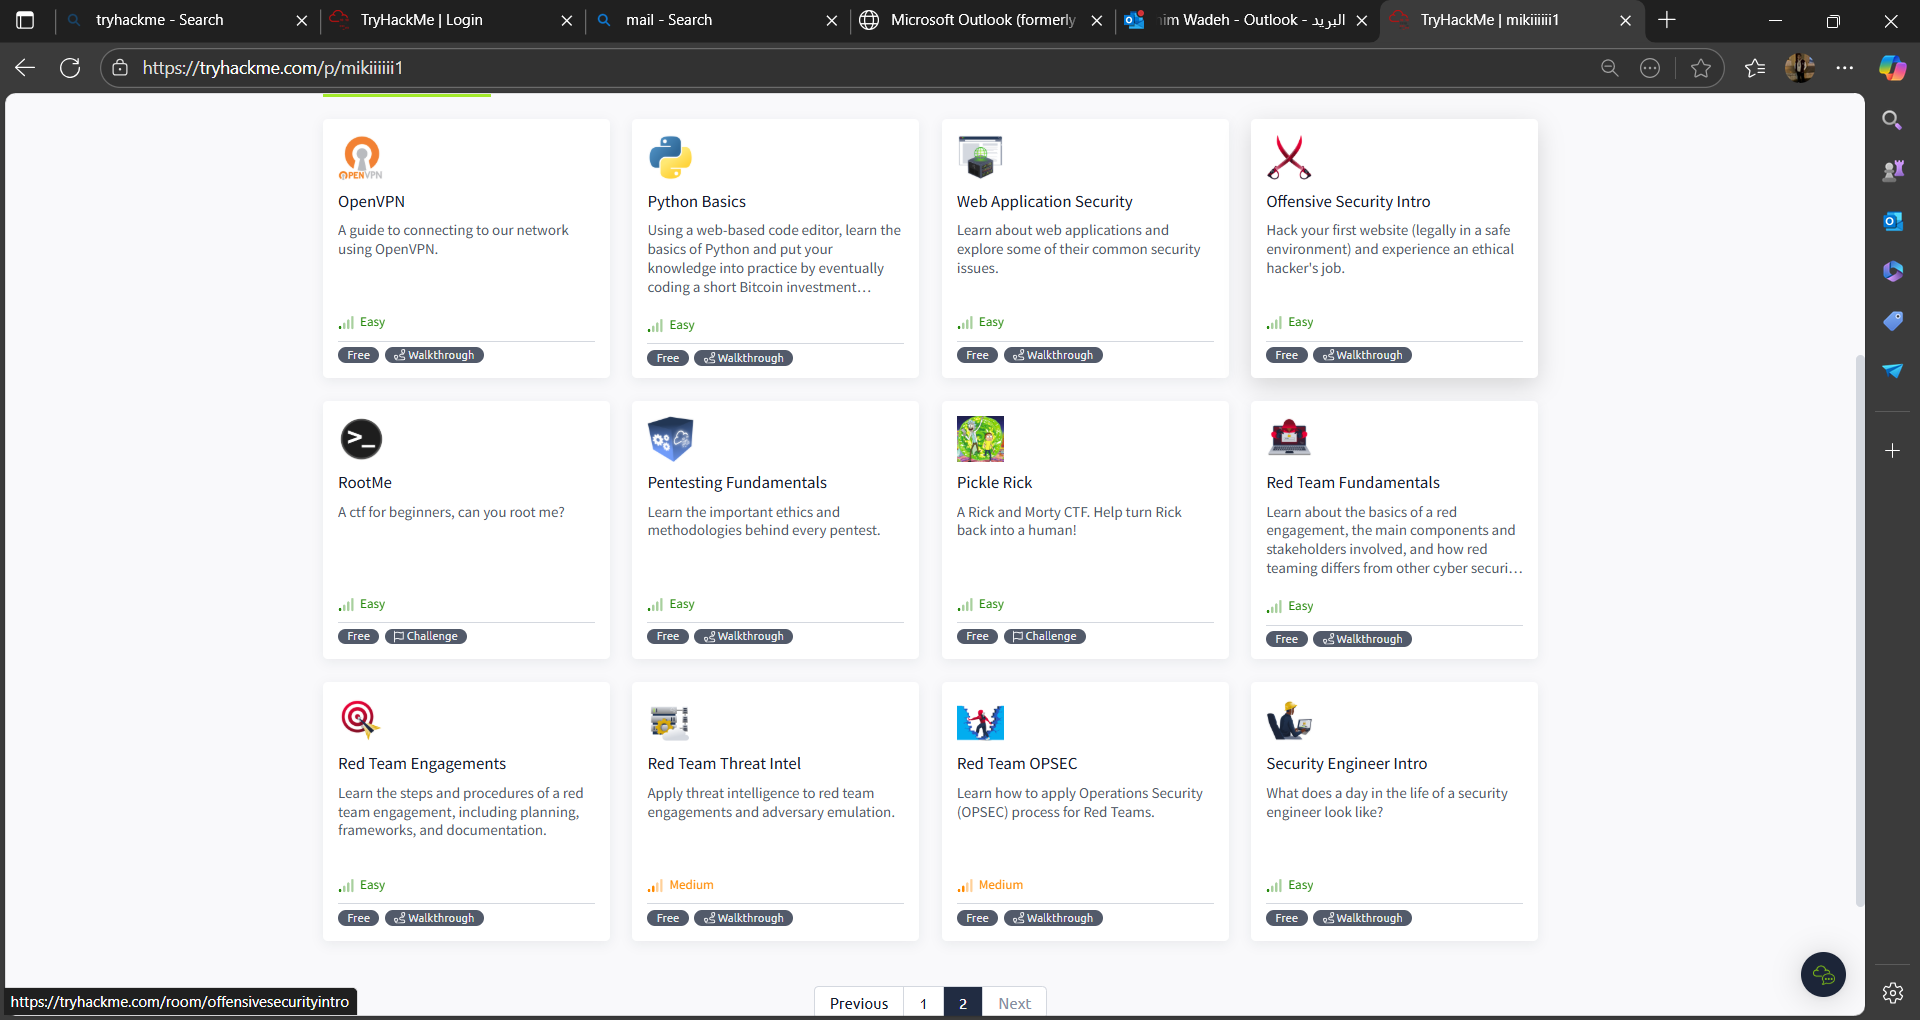 tryhackme - Search
TryHackMe | Login
mail - Search
Microsoft Outlook (formerly
im Wadeh - Outlook - البريد
TryHackMe | mikiiiiii1
https://tryhackme.com/p/mikiiiiii1
OPENVPN
OpenVPN
A guide to connecting to our network
using OpenVPN.
Easy
Free
Walkthrough
Python Basics
Using a web-based code editor, learn the
basics of Python and put your
knowledge into practice by eventually
coding a short Bitcoin investment...
Easy
Free
Walkthrough
Web Application Security
Learn about web applications and
explore some of their common security
issues.
Easy
Free
Walkthrough
Offensive Security Intro
Hack your first website (legally in a safe
environment) and experience an ethical
hacker's job.
Easy
Free
Walkthrough
RootMe
A ctf for beginners, can you root me?
Easy
Free
Challenge
Pentesting Fundamentals
Learn the important ethics and
methodologies behind every pentest.
Easy
Free
Walkthrough
Pickle Rick
A Rick and Morty CTF. Help turn Rick
back into a human!
Easy
Free
Challenge
Red Team Fundamentals
Learn about the basics of a red
engagement, the main components and
stakeholders involved, and how red
teaming differs from other cyber securi...
Easy
Free
Walkthrough
Red Team Engagements
Learn the steps and procedures of a red
team engagement, including planning,
frameworks, and documentation.
Easy
Free
Walkthrough
Red Team Threat Intel
Apply threat intelligence to red team
engagements and adversary emulation.
Medium
Free
Walkthrough
Red Team OPSEC
Learn how to apply Operations Security
(OPSEC) process for Red Teams.
Medium
Free
Walkthrough
Security Engineer Intro
What does a day in the life of a security
engineer look like?
Easy
Free
Walkthrough
Previous
1
2
Next
https://tryhackme.com/room/offensivesecurityintro